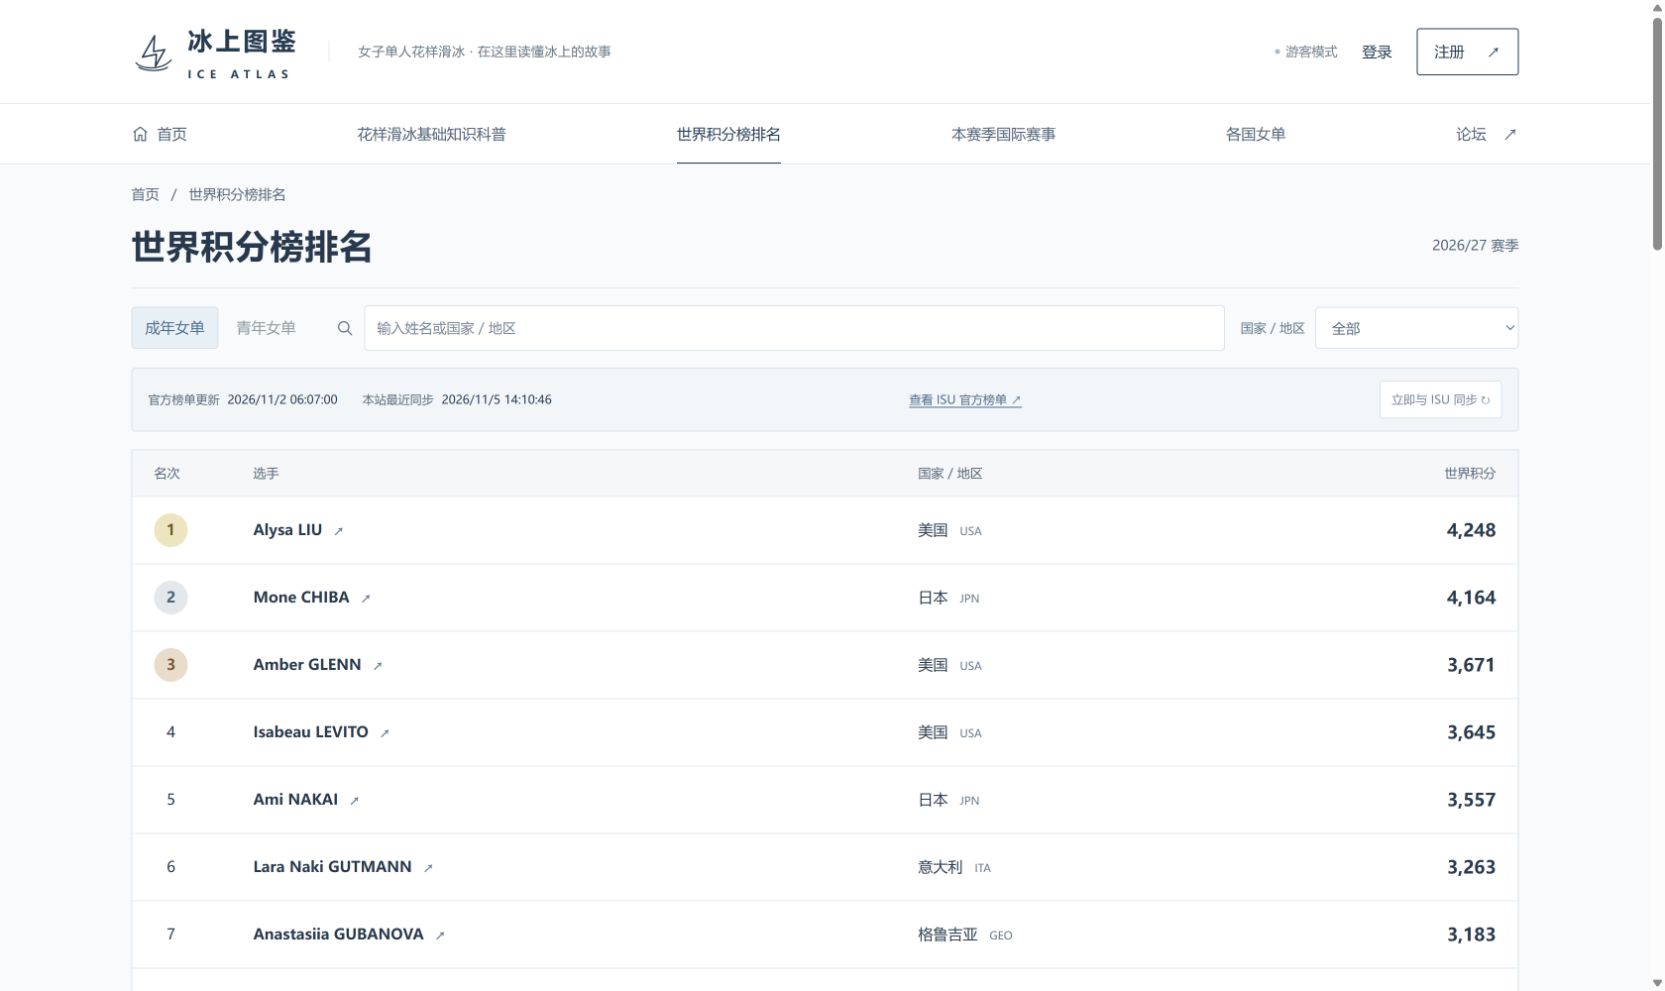 冰上图鉴
ICE ATLAS
女子单人花样滑冰 · 在这里读懂冰上的故事
游客模式
登录
注册 ↗
首页
花样滑冰基础知识科普
世界积分榜排名
本赛季国际赛事
各国女单
论坛 ↗
首页 / 世界积分榜排名
世界积分榜排名
2026/27 赛季
成年女单
青年女单
输入姓名或国家 / 地区
国家 / 地区
全部
官方榜单更新 2026/11/2 06:07:00
本站最近同步 2026/11/5 14:10:46
查看 ISU 官方榜单 ↗
立即与 ISU 同步 ↻
名次 选手 国家 / 地区 世界积分
1 Alysa LIU ↗ 美国 USA 4,248
2 Mone CHIBA ↗ 日本 JPN 4,164
3 Amber GLENN ↗ 美国 USA 3,671
4 Isabeau LEVITO ↗ 美国 USA 3,645
5 Ami NAKAI ↗ 日本 JPN 3,557
6 Lara Naki GUTMANN ↗ 意大利 ITA 3,263
7 Anastasiia GUBANOVA ↗ 格鲁吉亚 GEO 3,183